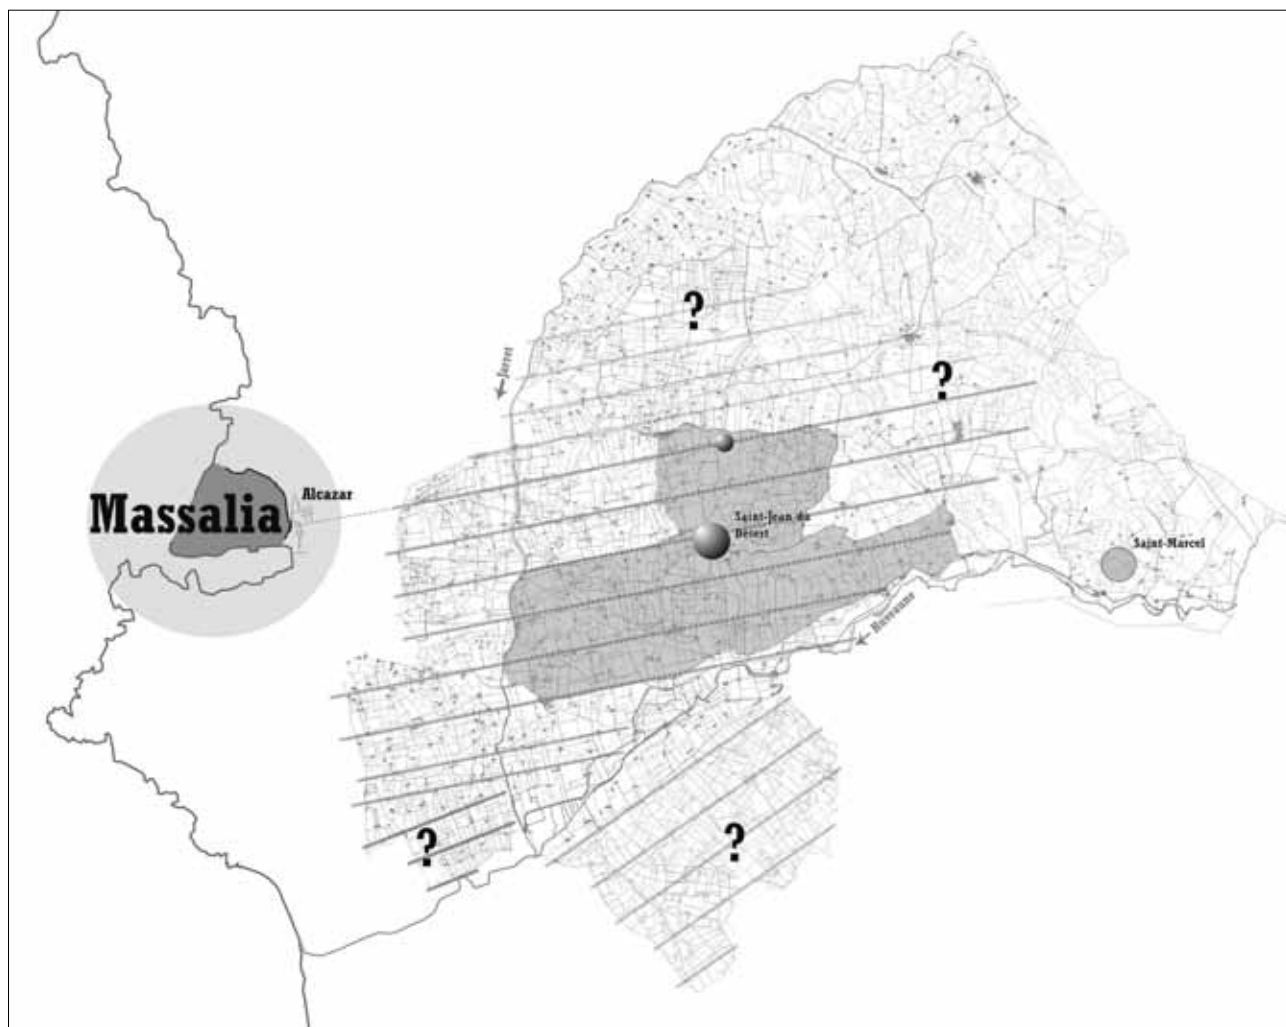 ?
Jarret
?
Massalia
Alcazar
Saint-Jean du
Désert
Saint-Marcel
Huveaune
?
?